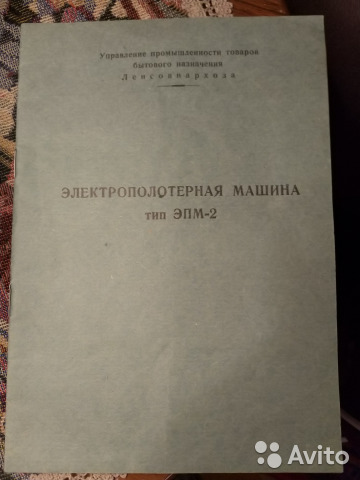 Управление промышленности товаров
бытового назначения
Ленсовнархоза
ЭЛЕКТРОПОЛОТЕРНАЯ МАШИНА
тип ЭПМ-2
Avito